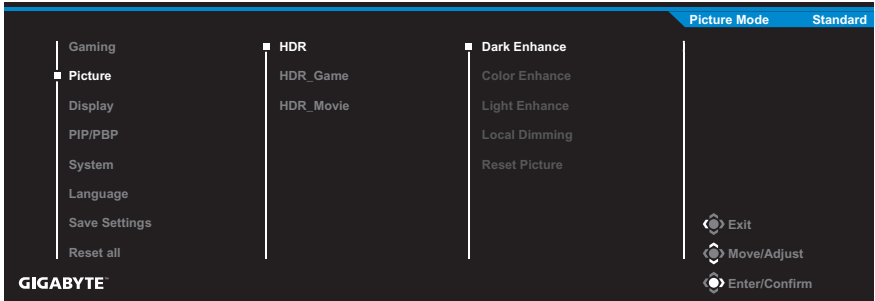 Picture Mode Standard
Gaming HDR Dark Enhance
Picture HDR_Game Color Enhance
Display HDR_Movie Light Enhance
PIP/PBP Local Dimming
System Reset Picture
Language
Save Settings Exit
Reset all Move/Adjust
GIGABYTE™ Enter/Confirm